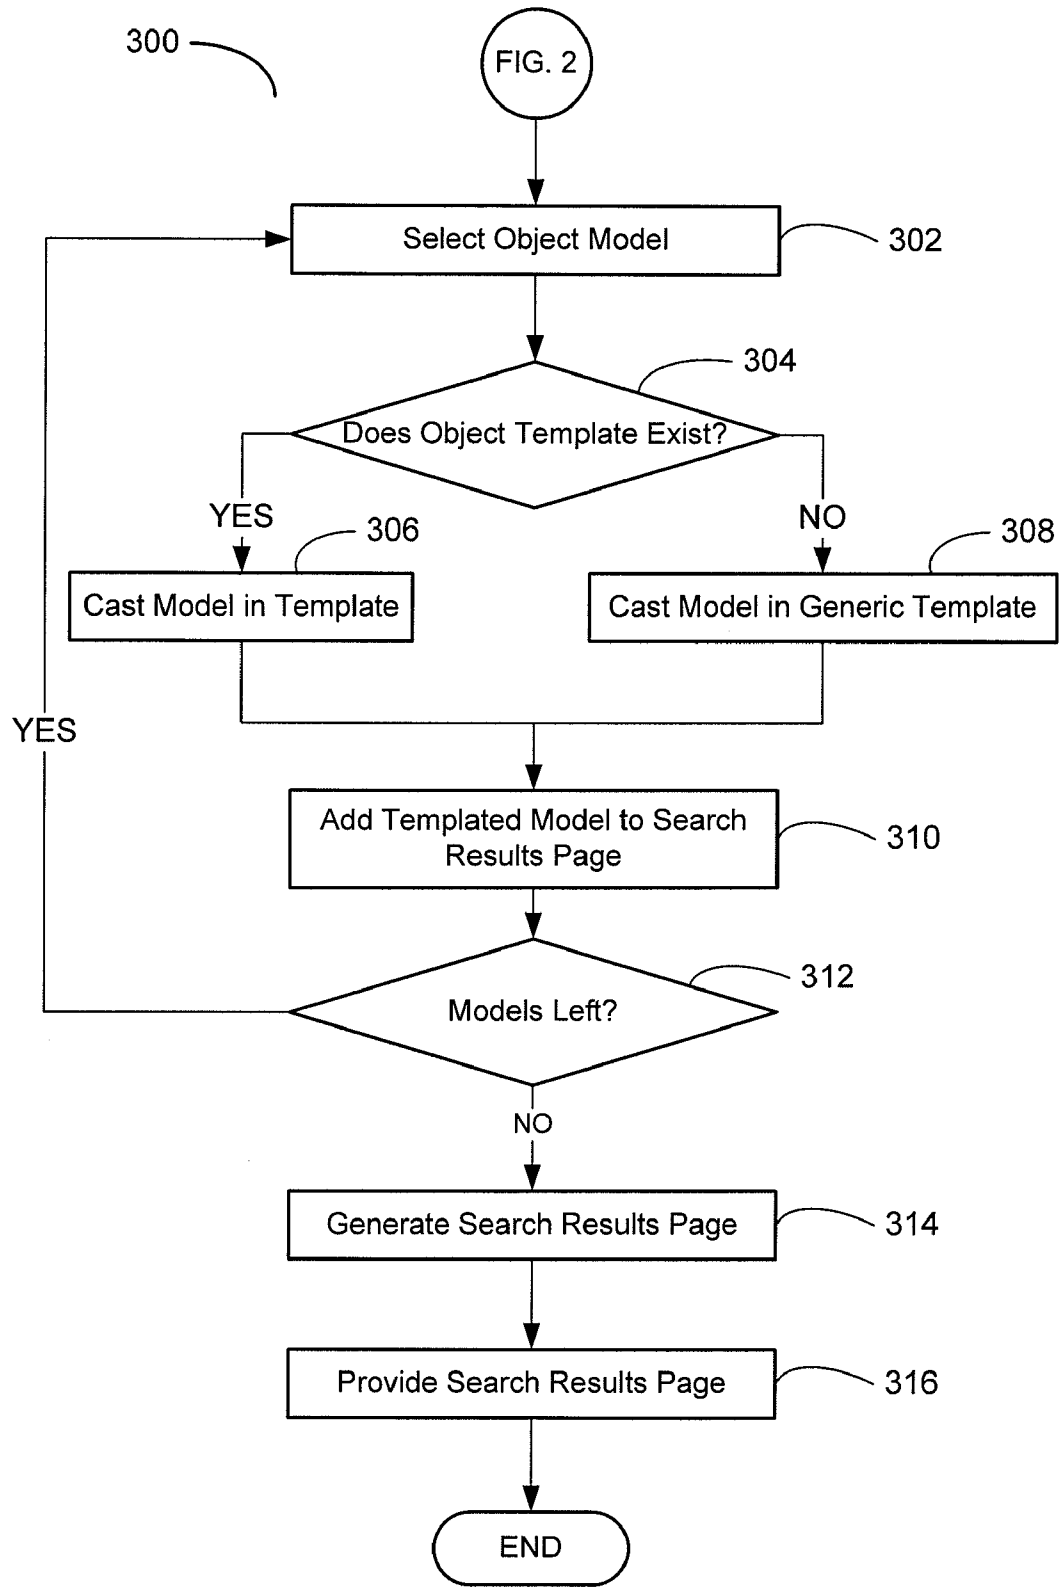 300
FIG. 2
Select Object Model
302
304
Does Object Template Exist?
YES
NO
306
308
Cast Model in Template
Cast Model in Generic Template
YES
Add Templated Model to Search
Results Page
310
312
Models Left?
NO
Generate Search Results Page
314
Provide Search Results Page
316
END